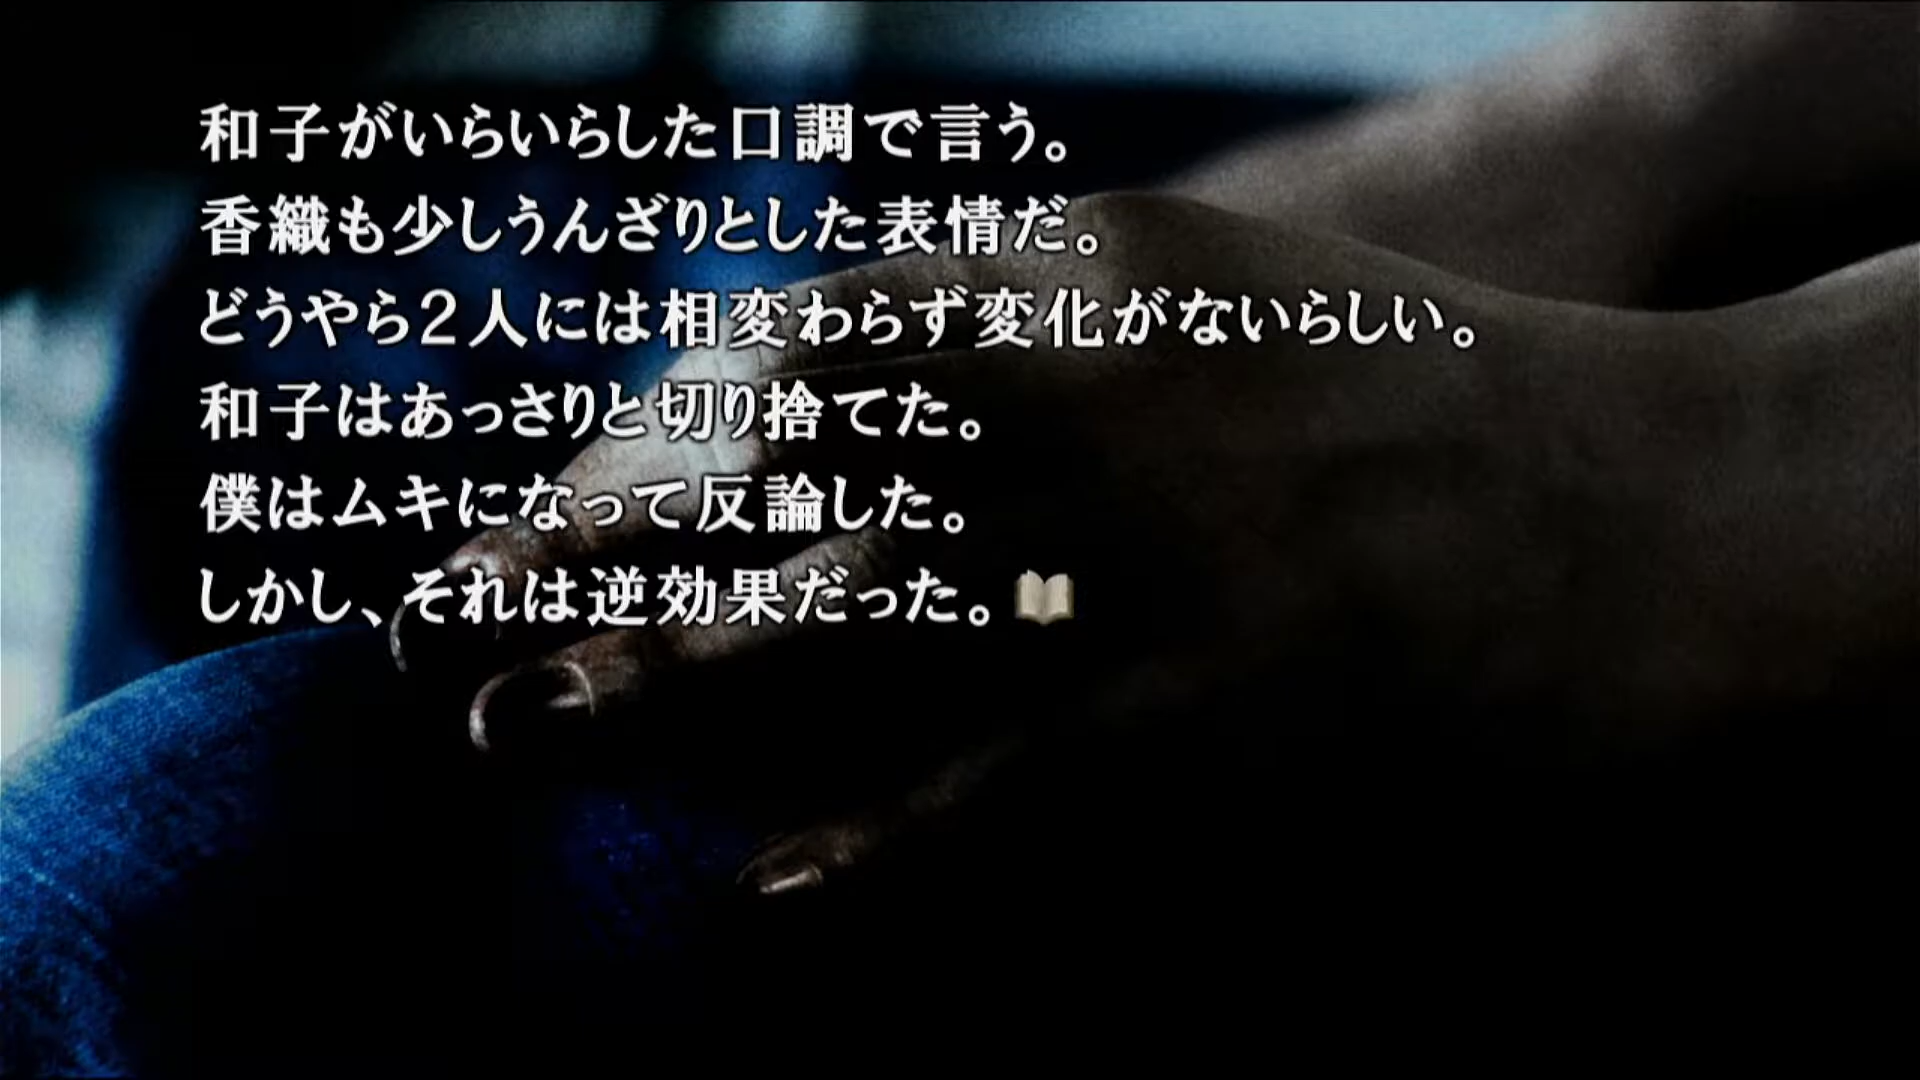 和子がいらいらした口調で言う。
香織も少しうんざりとした表情だ。
どうやら２人には相変わらず変化がないらしい。
和子はあっさりと切り捨てた。
僕はムキになって反論した。
しかし、それは逆効果だった。